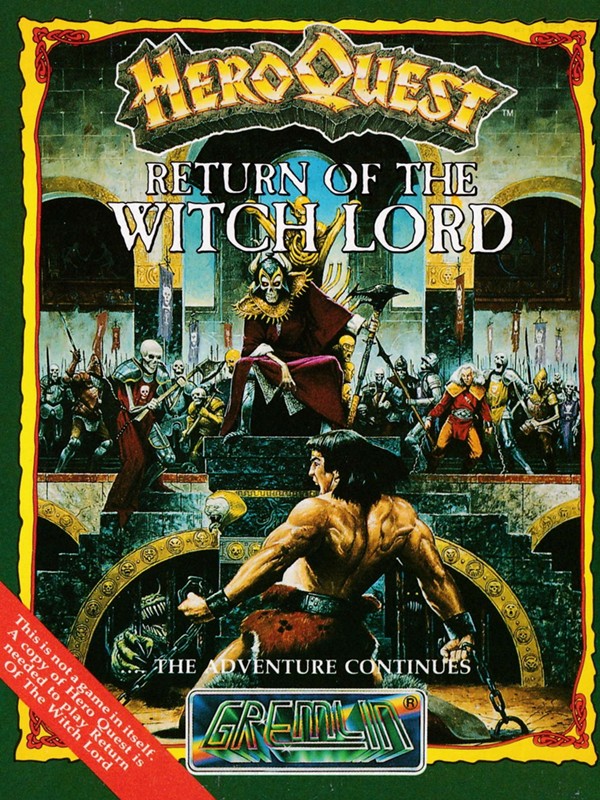 HEROQUEST™
RETURN OF THE
WITCH LORD
.... THE ADVENTURE CONTINUES
GREMLIN®
This is not a game in itself.
A copy of Hero Quest is
needed to play Return
Of The Witch Lord